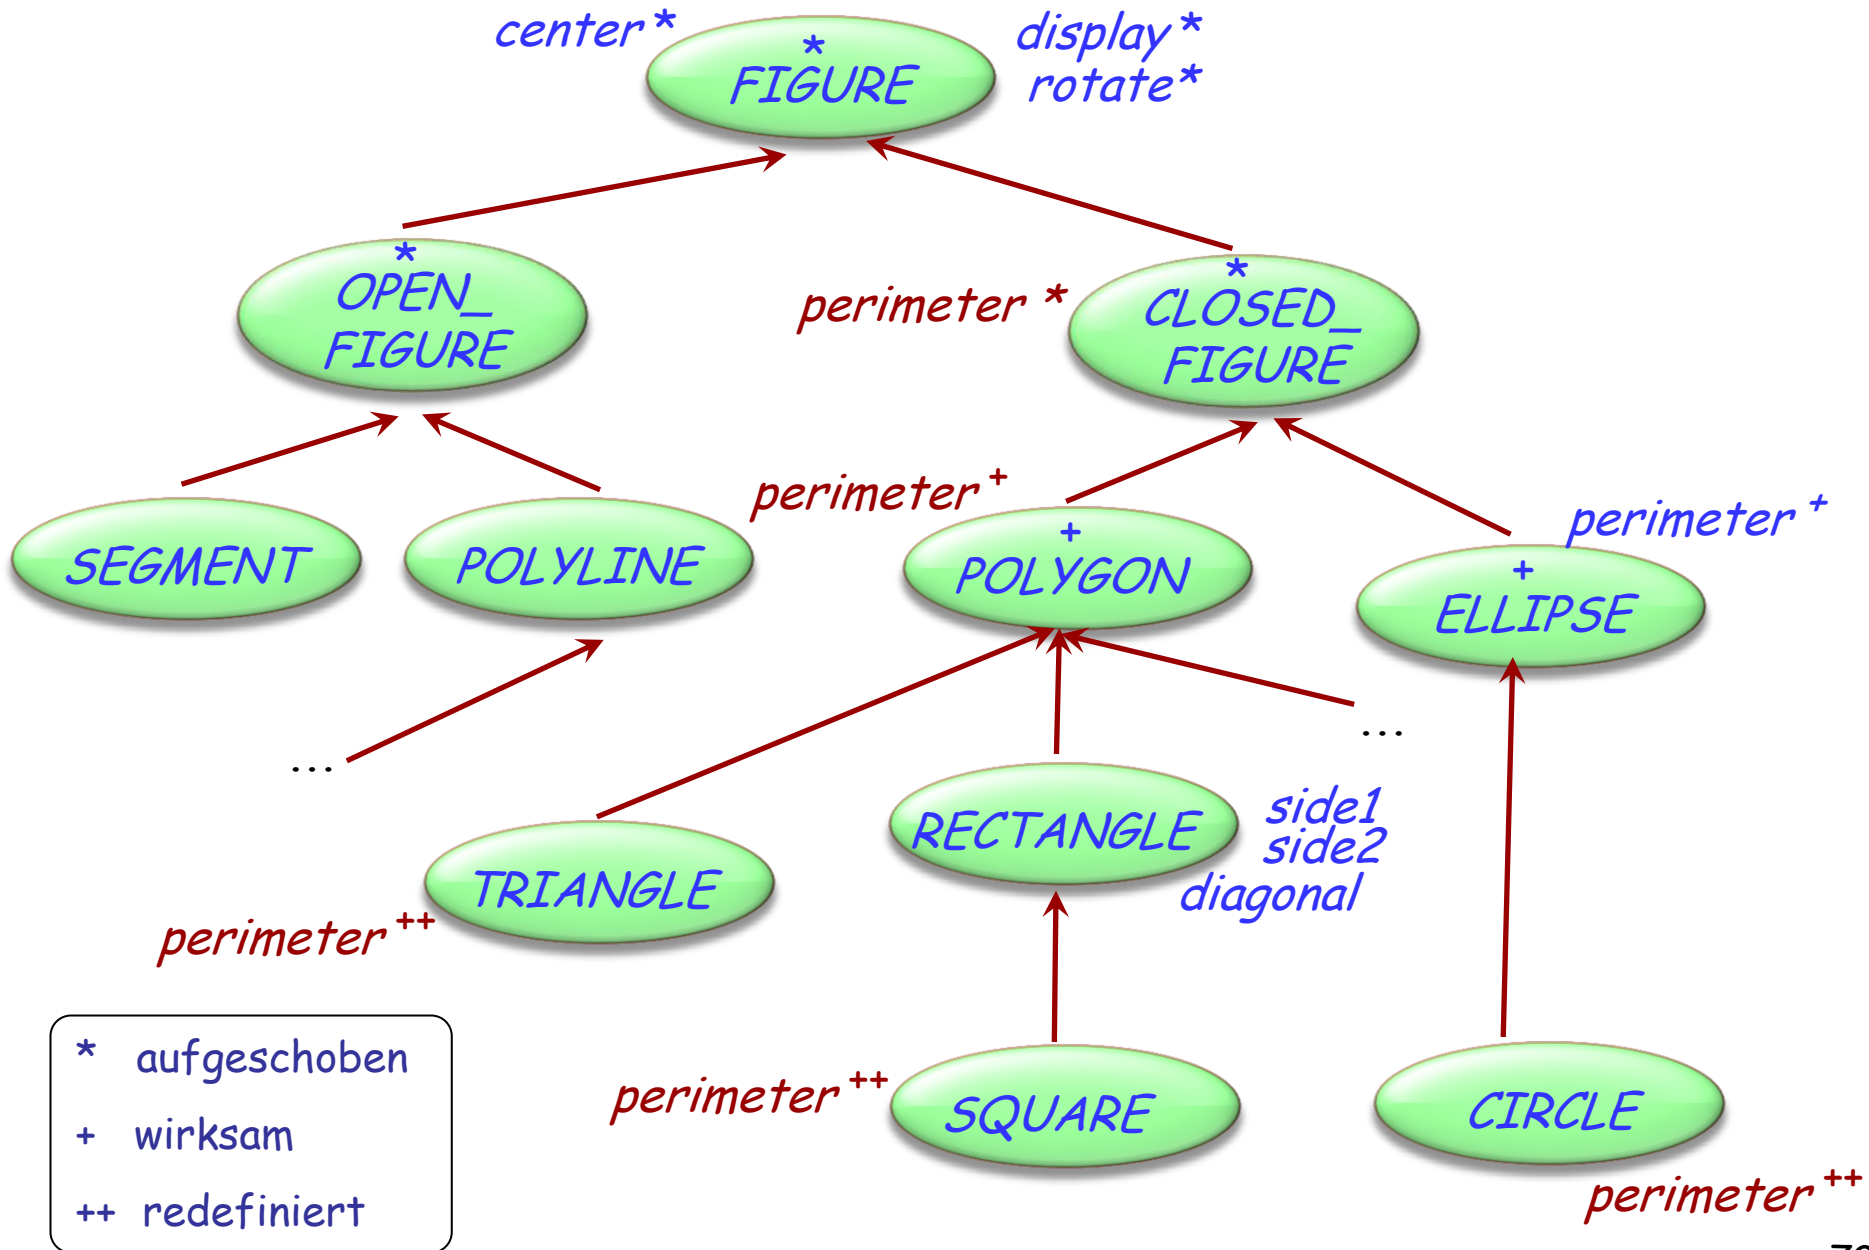 center *
*
FIGURE
display *
rotate *
*
OPEN_
FIGURE
perimeter *
*
CLOSED_
FIGURE
SEGMENT
POLYLINE
perimeter +
+
POLYGON
perimeter +
+
ELLIPSE
...
...
TRIANGLE
perimeter ++
RECTANGLE
side1
side2
diagonal
* aufgeschoben
+ wirksam
++ redefiniert
perimeter ++
SQUARE
CIRCLE
perimeter ++